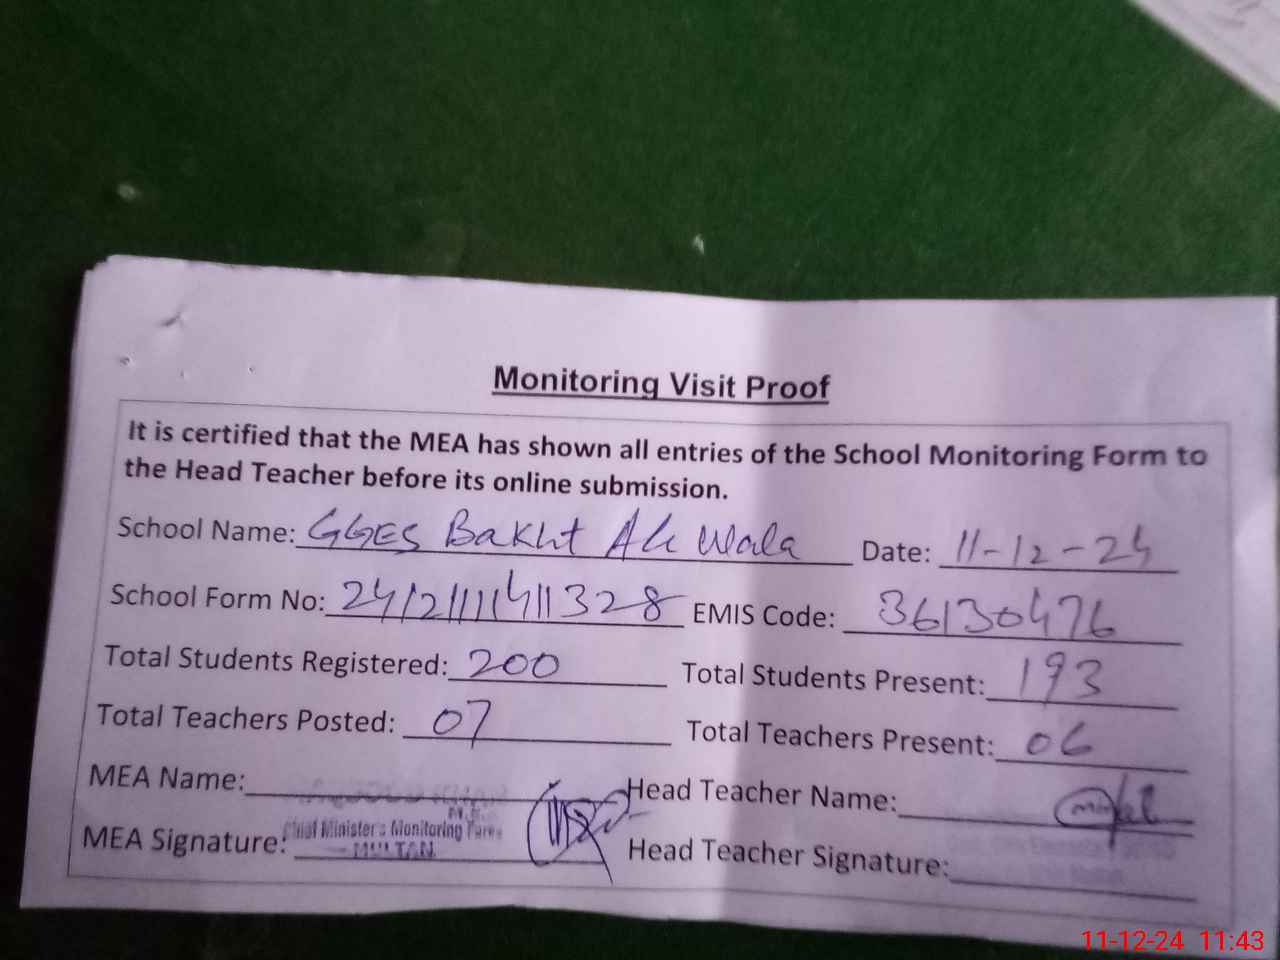 Monitoring Visit Proof
It is certified that the MEA has shown all entries of the School Monitoring Form to
the Head Teacher before its online submission.
School Name: GGES Bakht Ali Wala Date: 11-12-24
School Form No: EMIS Code: 36130476
Total Students Registered: 200 Total Students Present: 193
Total Teachers Posted: 07 Total Teachers Present: 06
MEA Name: Head Teacher Name:
Chief Minister's Monitoring Force
MULTAN
MEA Signature: Head Teacher Signature:
11-12-24 11:43